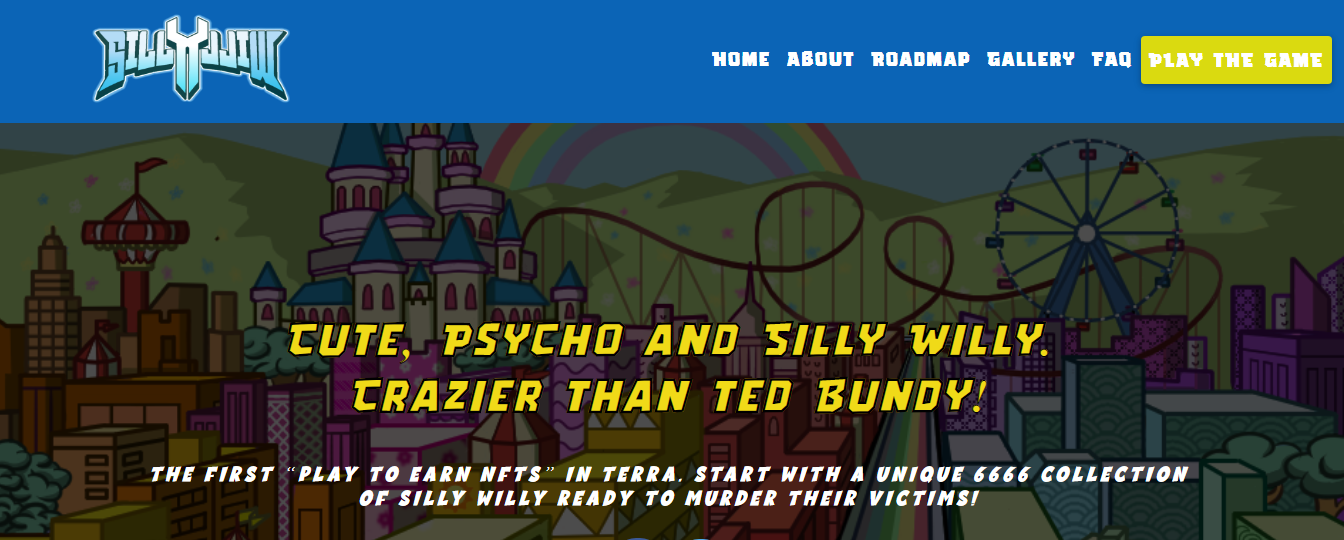 SILLY WILLY
HOME ABOUT ROADMAP GALLERY FAQ PLAY THE GAME
CUTE, PSYCHO AND SILLY WILLY.
CRAZIER THAN TED BUNDY!
THE FIRST “PLAY TO EARN NFTS” IN TERRA. START WITH A UNIQUE 6666 COLLECTION
OF SILLY WILLY READY TO MURDER THEIR VICTIMS!